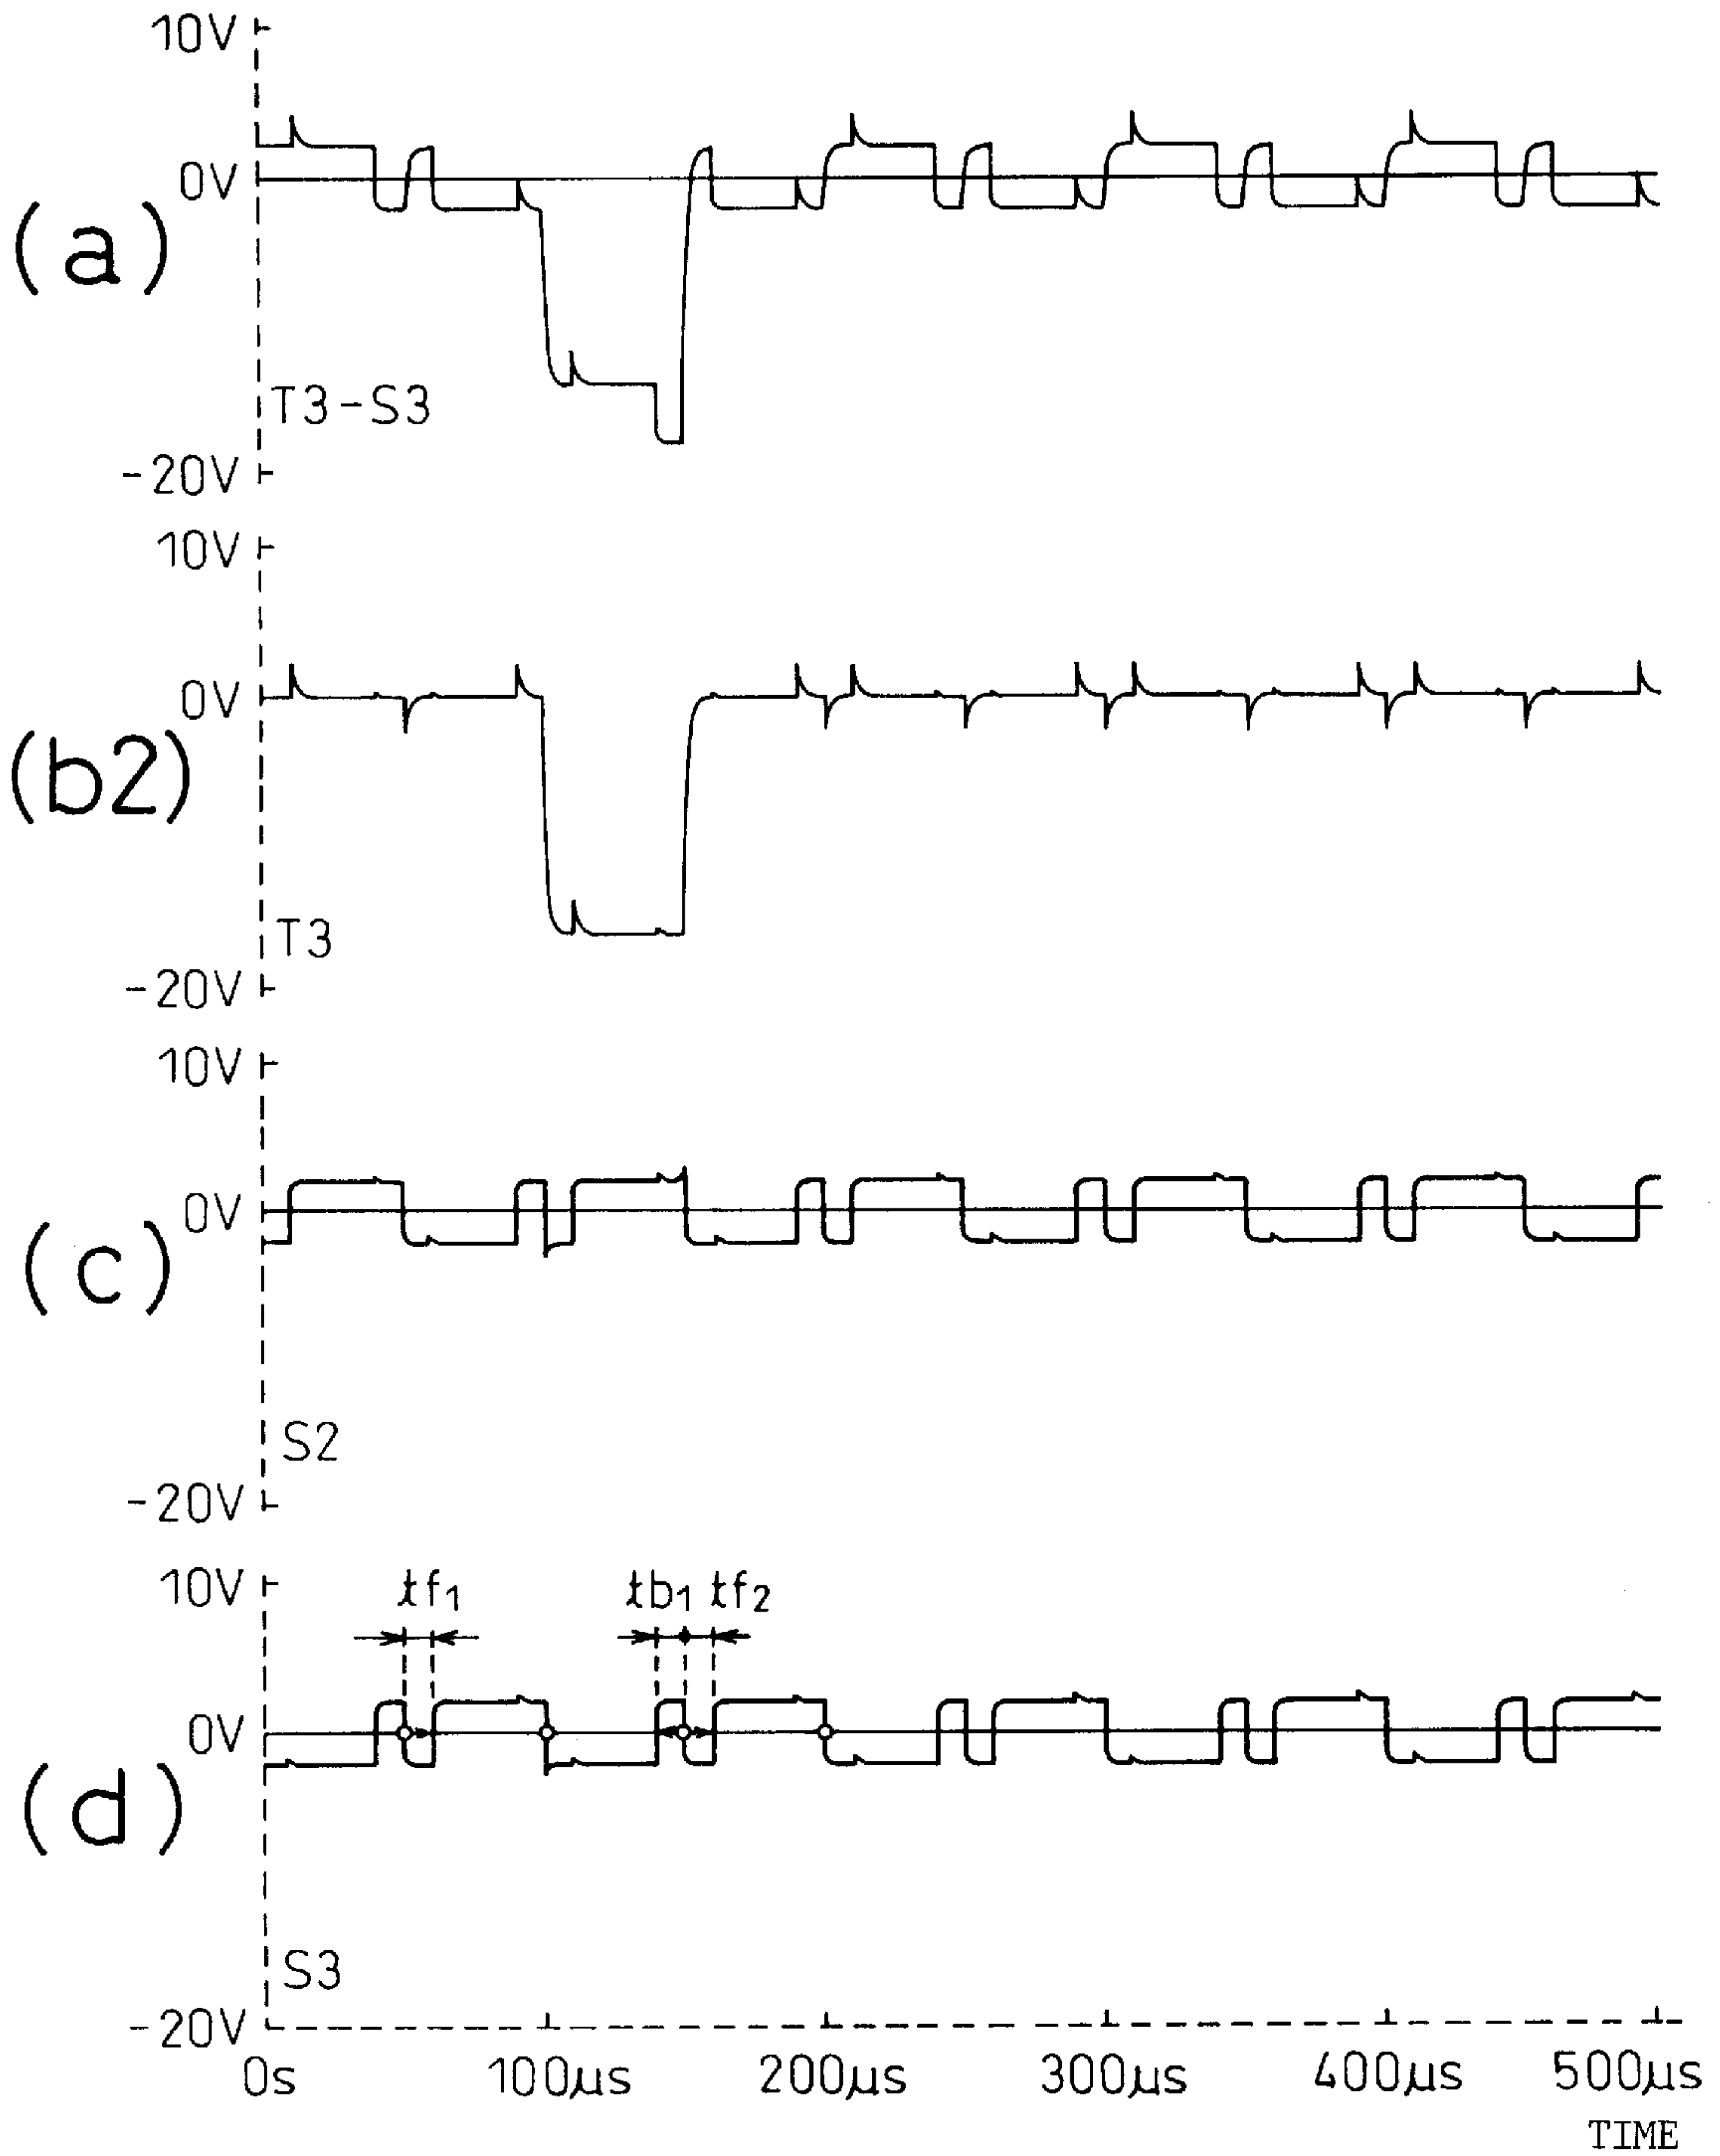 10V
0V
(a)
T3-S3
-20V
10V
0V
(b2)
T3
-20V
10V
0V
(c)
S2
-20V
10V
tf1 tb1 tf2
0V
(d)
S3
-20V
0s 100µs 200µs 300µs 400µs 500µs
TIME